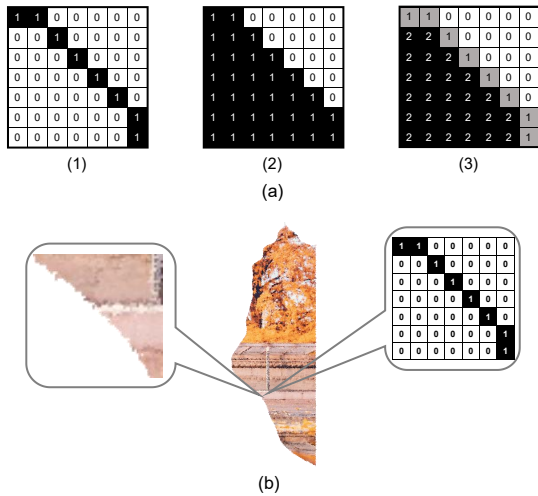 1 1 0 0 0 0 0
0 0 1 0 0 0 0
0 0 0 1 0 0 0
0 0 0 0 1 0 0
0 0 0 0 0 1 0
0 0 0 0 0 0 1
0 0 0 0 0 0 1
(1)
1 1 0 0 0 0 0
1 1 1 0 0 0 0
1 1 1 1 0 0 0
1 1 1 1 1 0 0
1 1 1 1 1 1 0
1 1 1 1 1 1 1
1 1 1 1 1 1 1
(2)
1 1 0 0 0 0 0
2 2 1 0 0 0 0
2 2 2 1 0 0 0
2 2 2 2 1 0 0
2 2 2 2 2 1 0
2 2 2 2 2 2 1
2 2 2 2 2 2 1
(3)
(a)
1 1 0 0 0 0 0
0 0 1 0 0 0 0
0 0 0 1 0 0 0
0 0 0 0 1 0 0
0 0 0 0 0 1 0
0 0 0 0 0 0 1
0 0 0 0 0 0 1
(b)